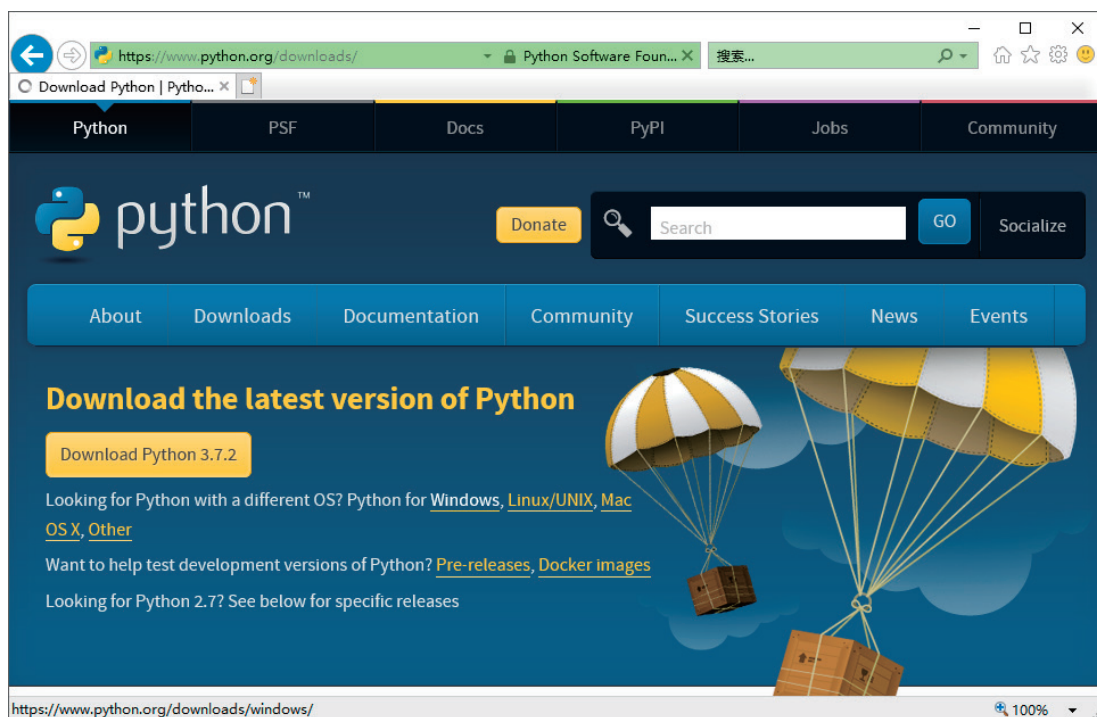 https://www.python.org/downloads/
Python Software Foun...
搜索...
Download Python | Pytho...
Python PSF Docs PyPI Jobs Community
python™
Donate
Search
GO
Socialize
About Downloads Documentation Community Success Stories News Events
Download the latest version of Python
Download Python 3.7.2
Looking for Python with a different OS? Python for Windows, Linux/UNIX, Mac
OS X, Other
Want to help test development versions of Python? Pre-releases, Docker images
Looking for Python 2.7? See below for specific releases
https://www.python.org/downloads/windows/
100%